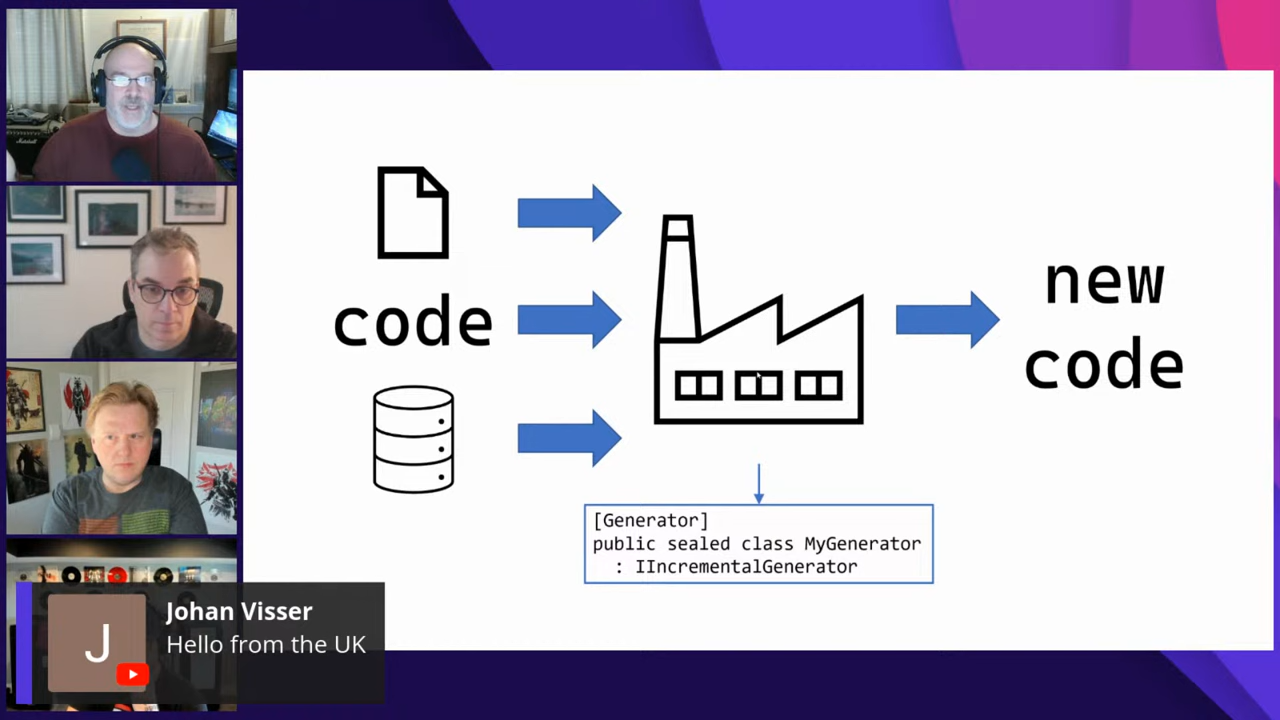 code
new
code
[Generator]
public sealed class MyGenerator
: IIncrementalGenerator
Johan Visser
Hello from the UK
J